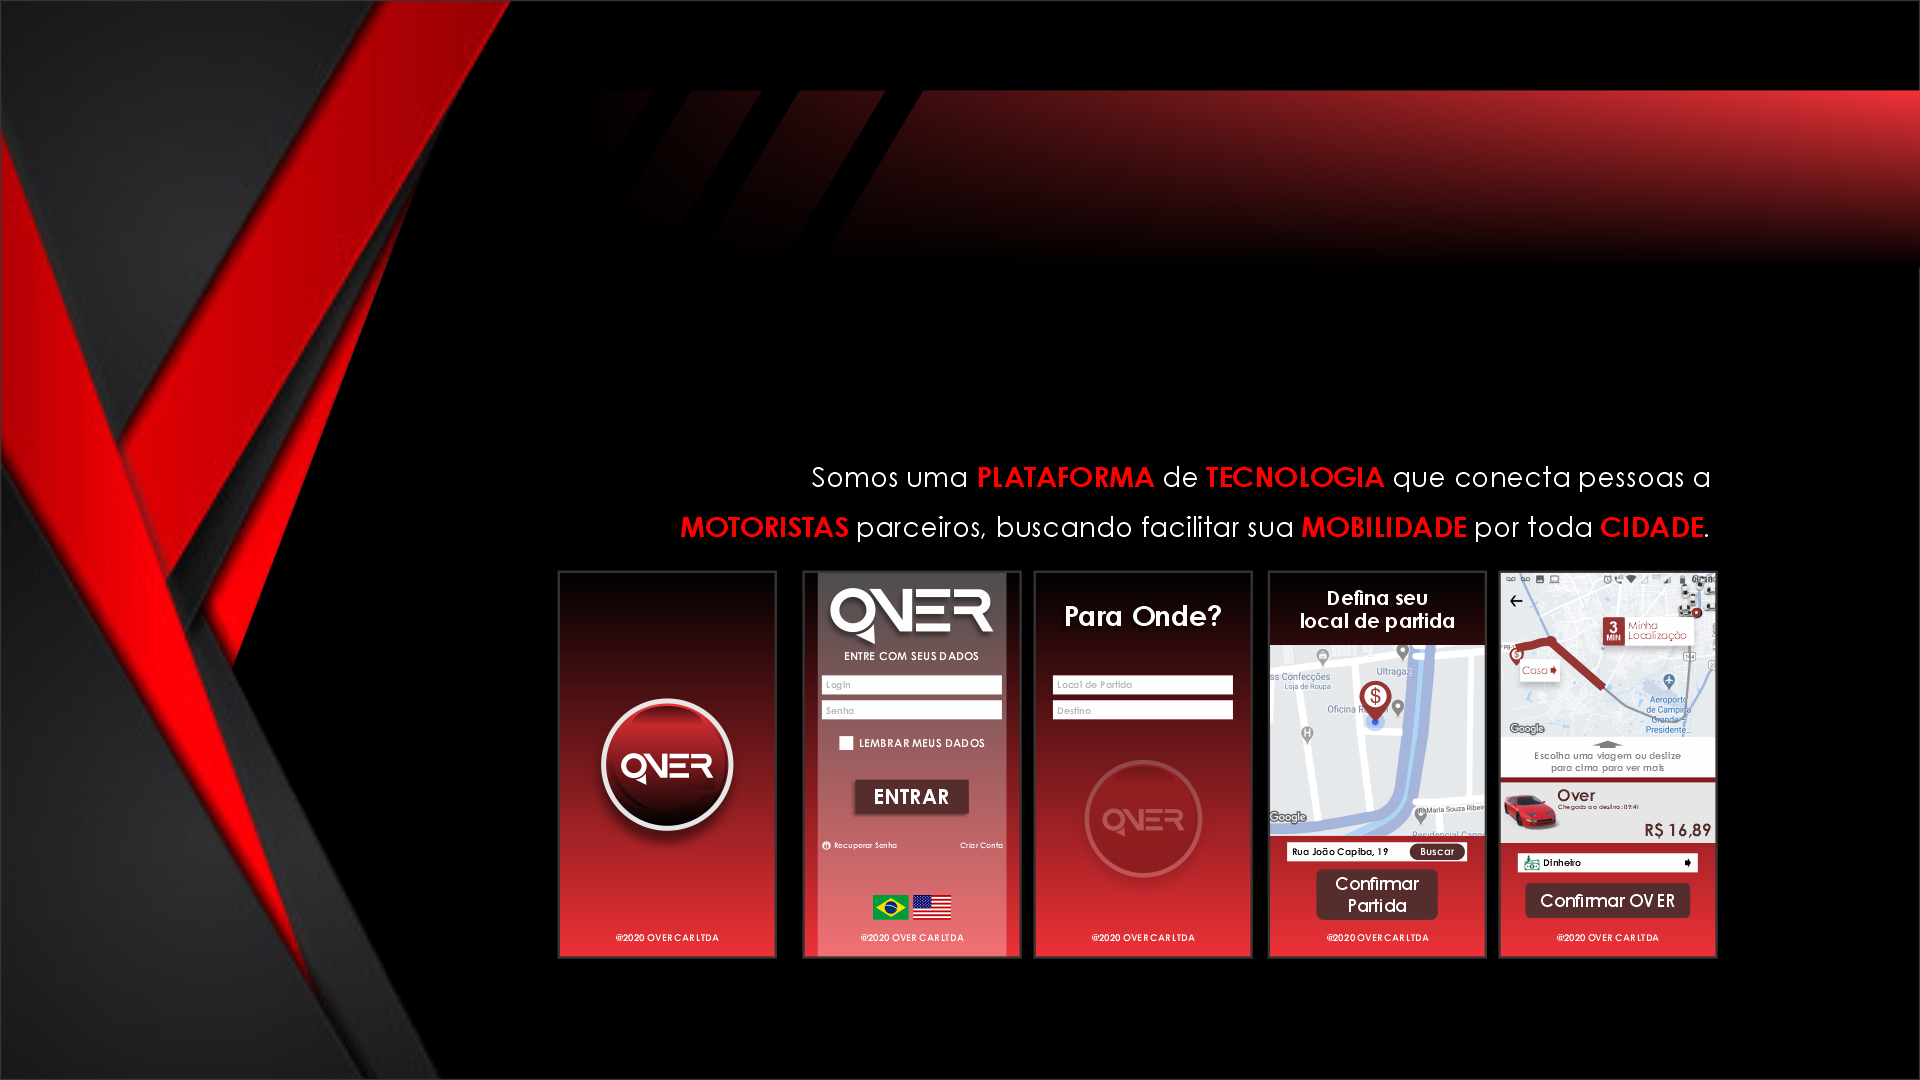 Somos uma PLATAFORMA de TECNOLOGIA que conecta pessoas a
MOTORISTAS parceiros, buscando facilitar sua MOBILIDADE por toda CIDADE.
OVER
@2020 OVER CAR LTDA
OVER
ENTRE COM SEUS DADOS
Login
Senha
LEMBRAR MEUS DADOS
ENTRAR
Recuperar Senha
Criar Conta
@2020 OVER CAR LTDA
Para Onde?
Local de Partida
Destino
OVER
@2020 OVER CAR LTDA
Defina seu
local de partida
Ultragaz
ss Confecções
Loja de Roupa
Oficina R
H
R. Maria Souza Ribeir
Google
Residencial
Rua João Capiba, 19
Buscar
Confirmar
Partida
@2020 OVER CAR LTDA
3
MIN
Minha
Localização
Casa
104
Aeroporto
de Campina
Grande -
Presidente...
Google
Escolha uma viagem ou deslize
para cima para ver mais
Over
Chegada ao destino: 09:41
R$ 16,89
Dinheiro
Confirmar OVER
@2020 OVER CAR LTDA